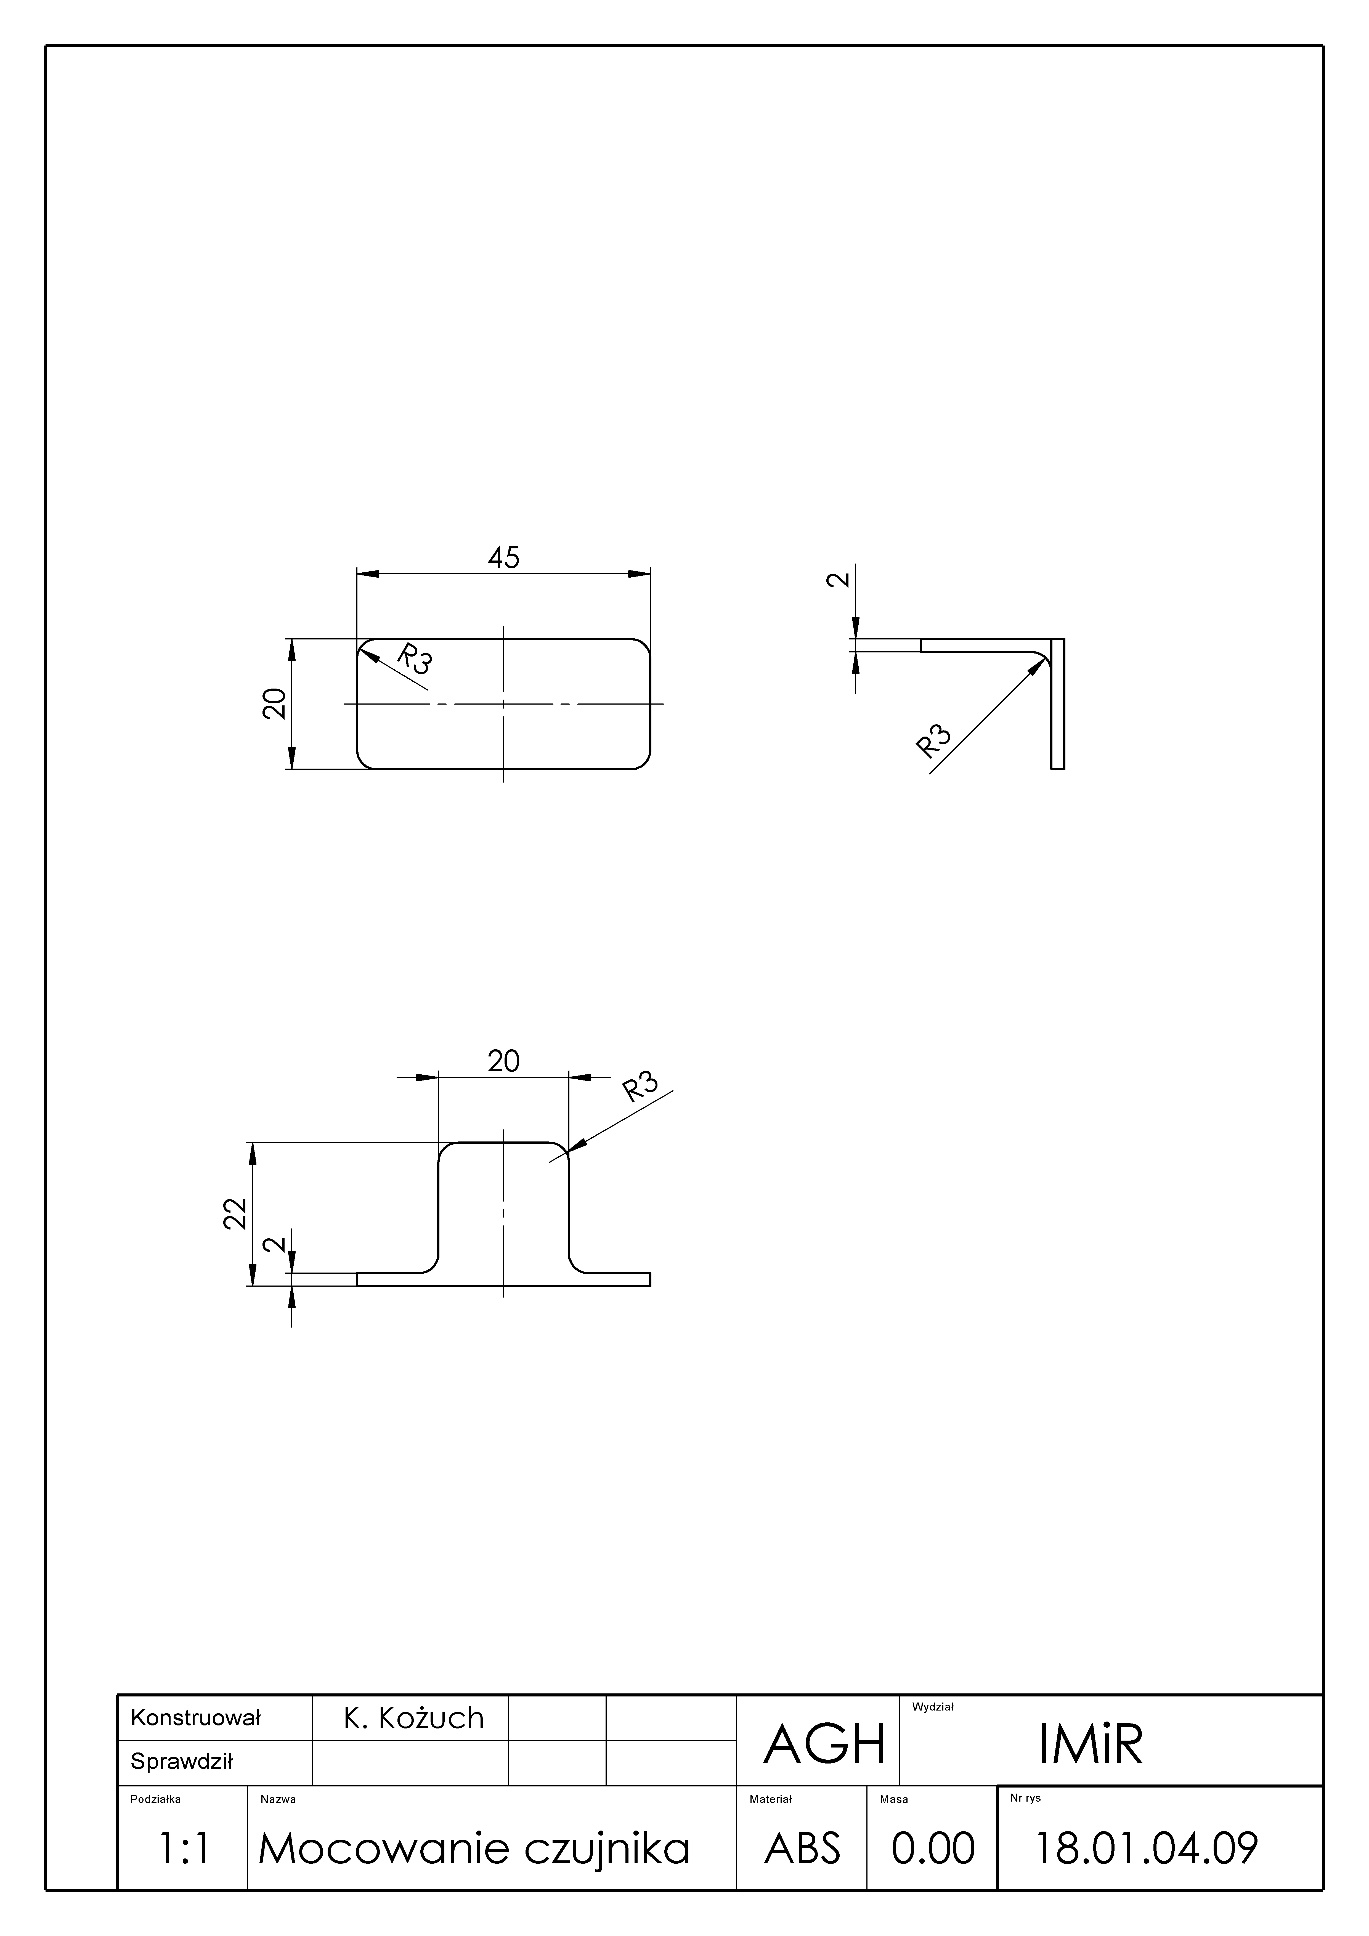 45
2
R3
20
R3
20
R3
22
2
Konstruował K. Kożuch
Sprawdził
AGH
Wydział
IMiR
Podziałka
1:1
Nazwa
Mocowanie czujnika
Materiał
ABS
Masa
0.00
Nr rys
18.01.04.09